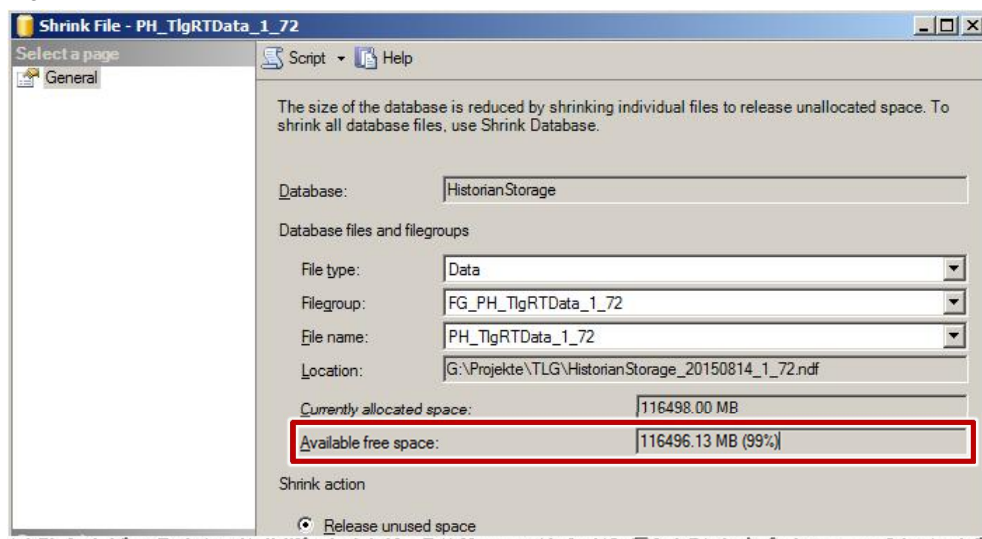 Shrink File - PH_TlgRTData_1_72
Select a page
General
Script Help
The size of the database is reduced by shrinking individual files to release unallocated space. To
shrink all database files, use Shrink Database.
Database: HistorianStorage
Database files and filegroups
File type: Data
Filegroup: FG_PH_TlgRTData_1_72
File name: PH_TlgRTData_1_72
Location: G:\Projekte\TLG\HistorianStorage_20150814_1_72.ndf
Currently allocated space: 116498.00 MB
Available free space: 116496.13 MB (99%)
Shrink action
Release unused space